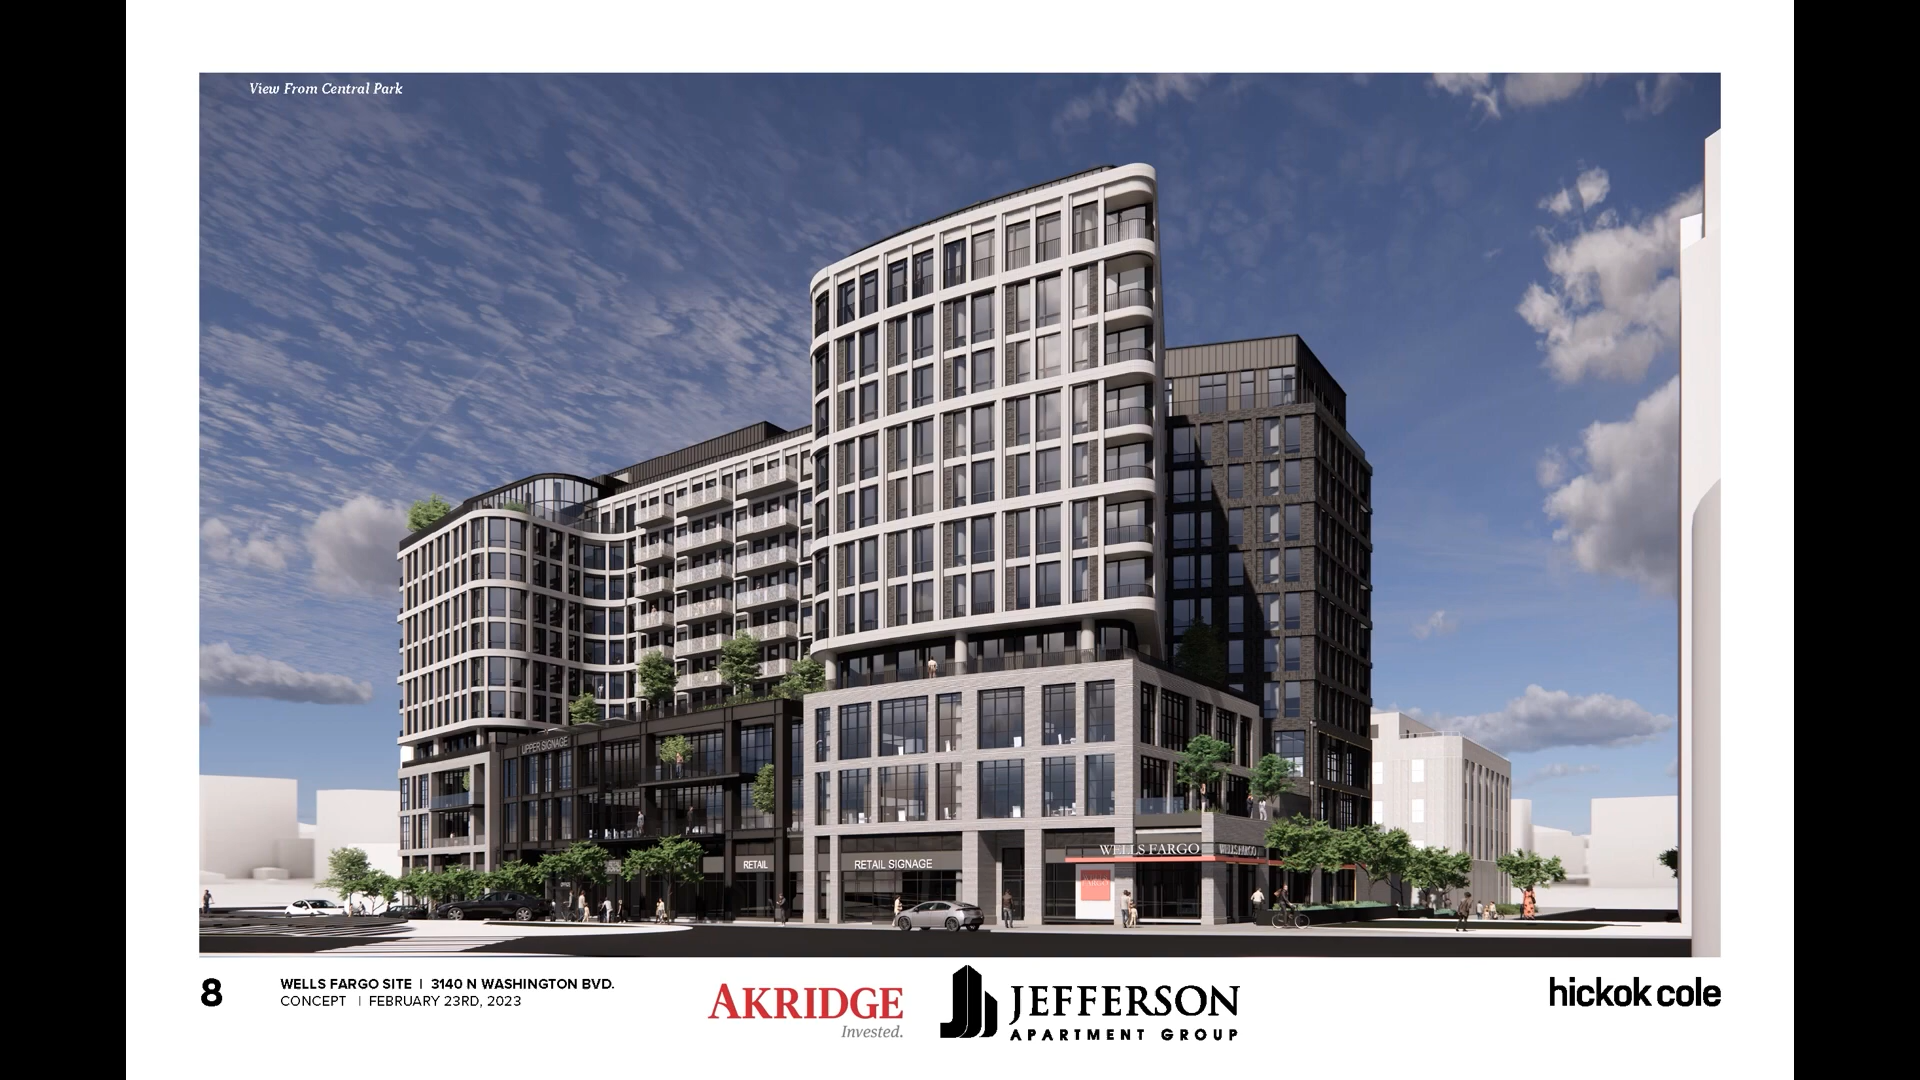 View From Central Park
UPPER SIGNAGE
RETAIL
RETAIL SIGNAGE
WELLS FARGO
WELLS FARGO
8
WELLS FARGO SITE | 3140 N WASHINGTON BVD.
CONCEPT | FEBRUARY 23RD, 2023
AKRIDGE
Invested.
JEFFERSON
APARTMENT GROUP
hickok cole